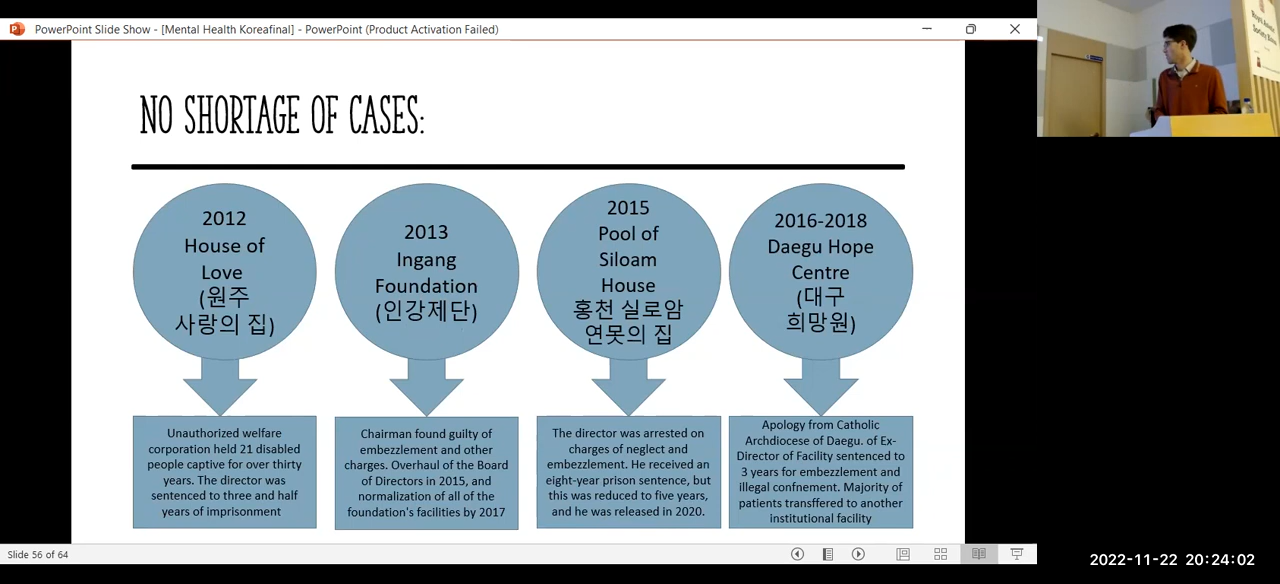 PowerPoint Slide Show - [Mental Health Koreafinal] - PowerPoint (Product Activation Failed)
NO SHORTAGE OF CASES:
2012
House of
Love
(원주
사랑의 집)
2013
Ingang
Foundation
(인강제단)
2015
Pool of
Siloam
House
홍천 실로암
연못의 집
2016-2018
Daegu Hope
Centre
(대구
희망원)
Unauthorized welfare
corporation held 21 disabled
people captive for over thirty
years. The director was
sentenced to three and half
years of imprisonment
Chairman found guilty of
embezzlement and other
charges. Overhaul of the Board
of Directors in 2015, and
normalization of all of the
foundation's facilities by 2017
The director was arrested on
charges of neglect and
embezzlement. He received an
eight-year prison sentence, but
this was reduced to five years,
and he was released in 2020.
Apology from Catholic
Archdiocese of Daegu. of Ex-
Director of Facility sentenced to
3 years for embezzlement and
illegal confnement. Majority of
patients transffered to another
institutional facility
Slide 56 of 64
2022-11-22 20:24:02